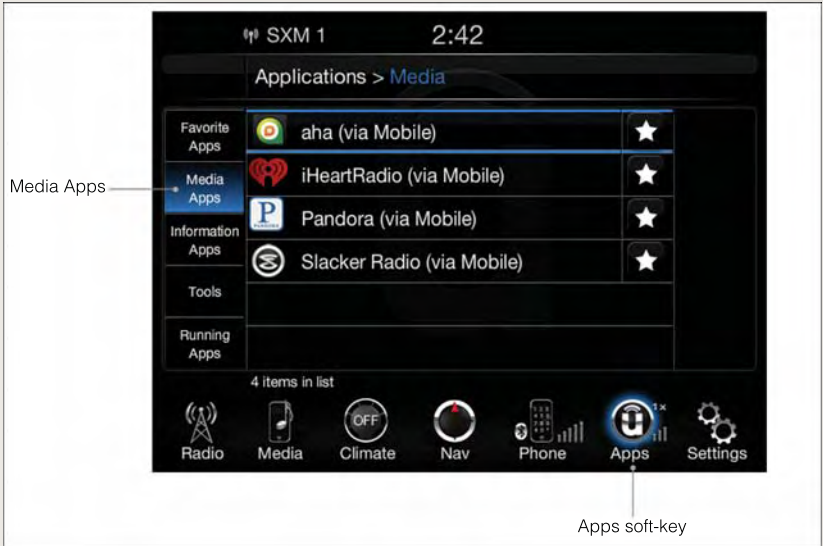 SXM 1 2:42
Applications > Media
Favorite
Apps
aha (via Mobile)
Media Apps
Media
Apps
iHeartRadio (via Mobile)
P
PANDORA
Pandora (via Mobile)
Information
Apps
Slacker Radio (via Mobile)
Tools
Running
Apps
4 items in list
OFF
1x
Radio Media Climate Nav Phone Apps Settings
Apps soft-key